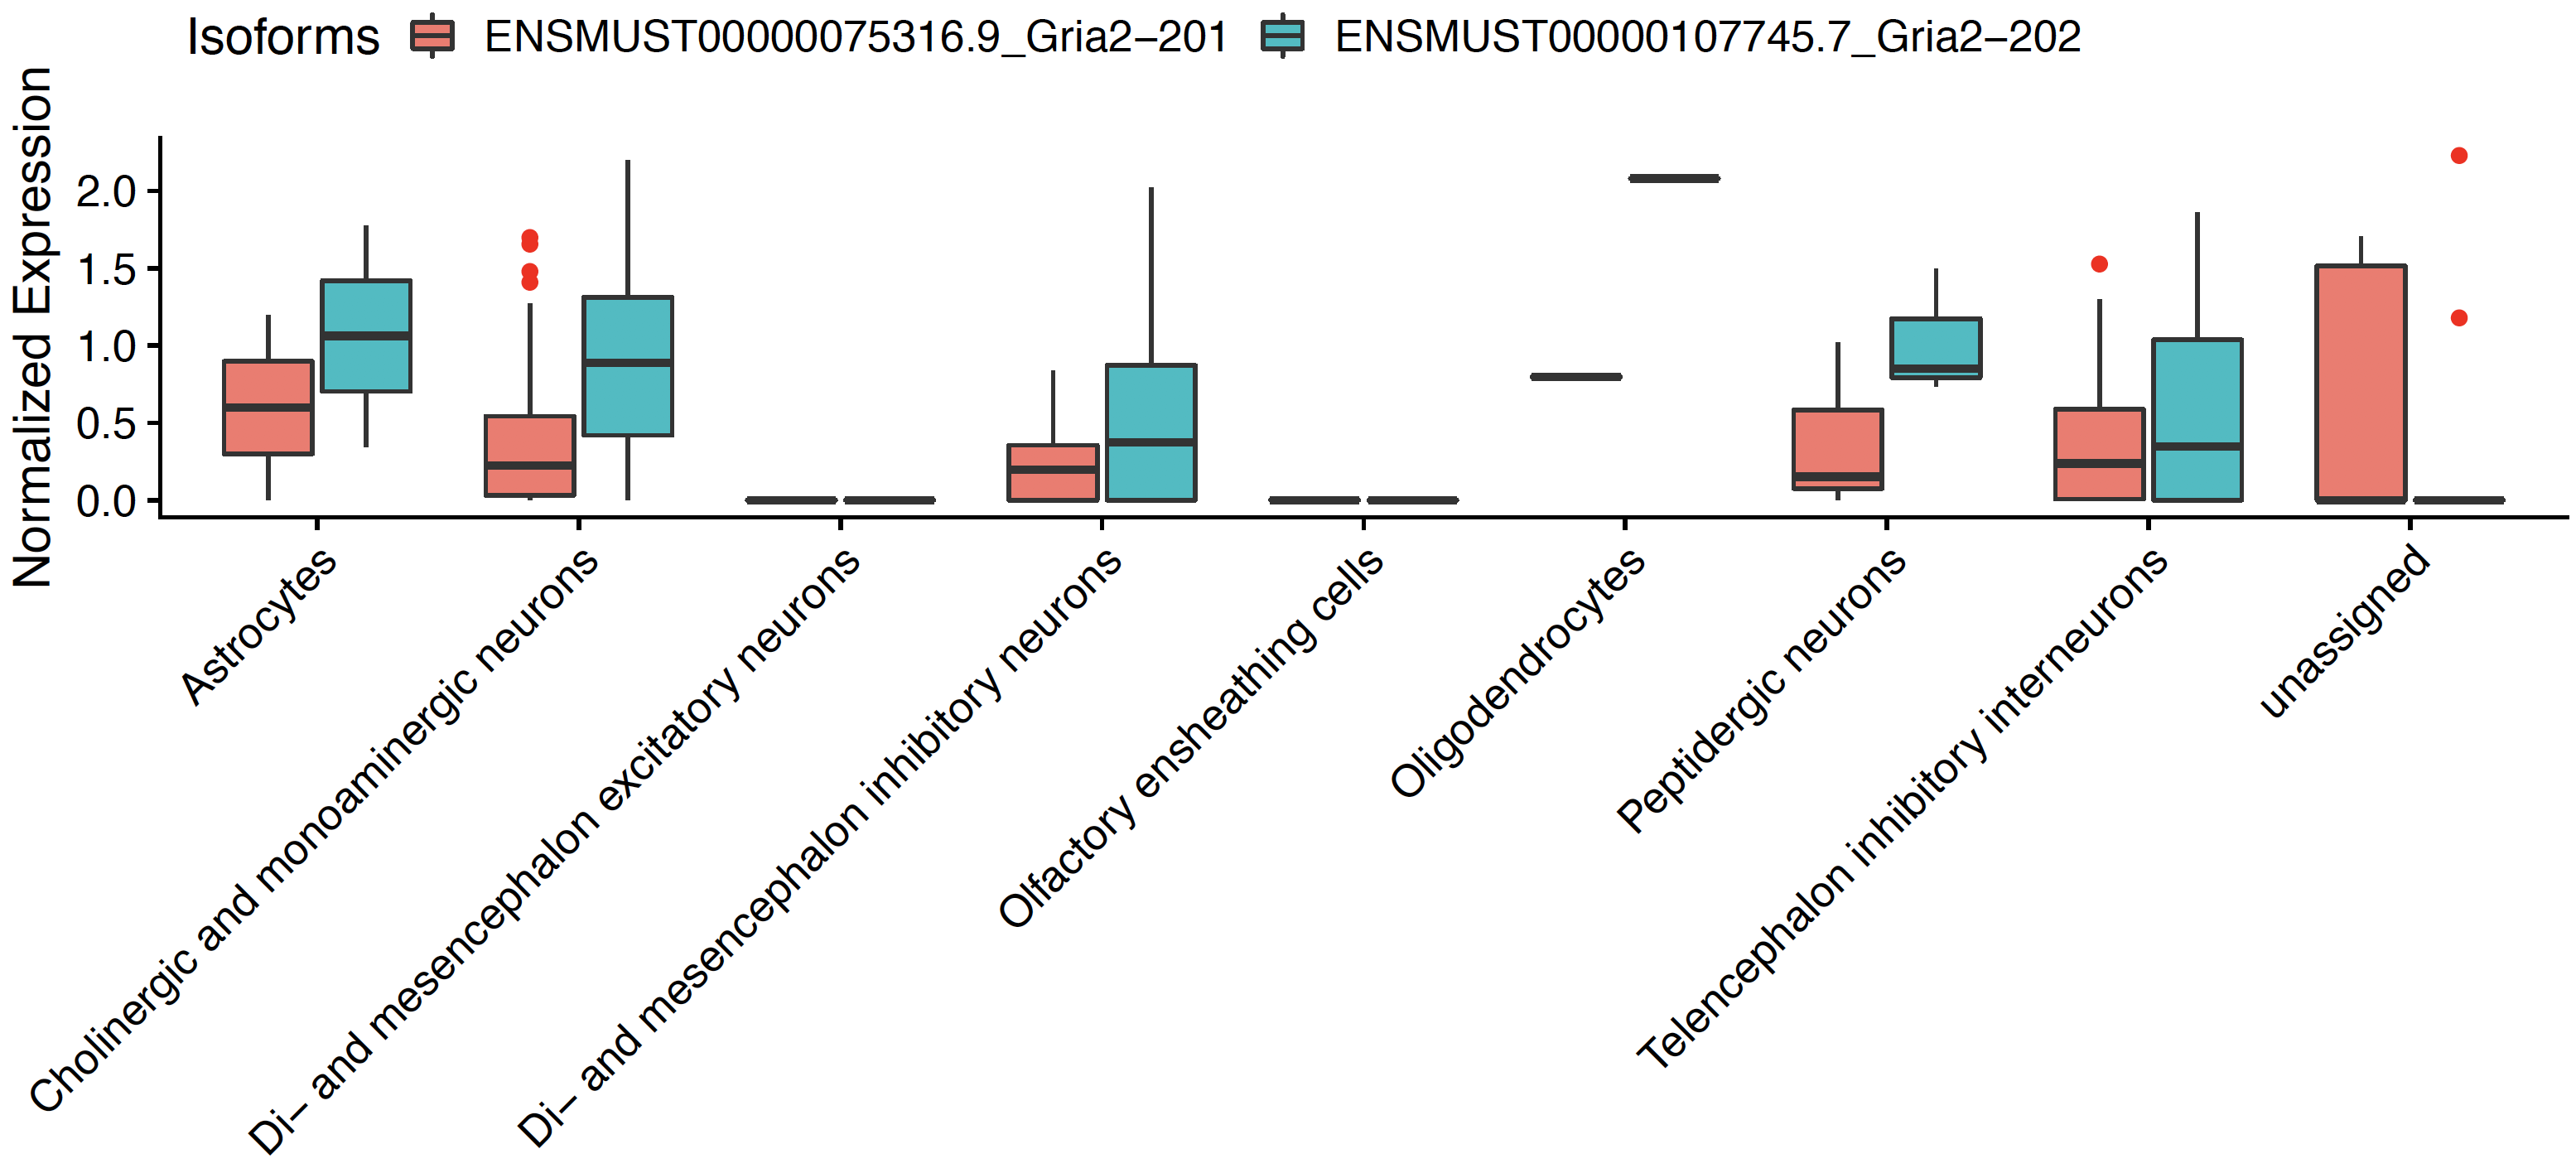 Isoforms ENSMUST00000075316.9_Gria2−201 ENSMUST00000107745.7_Gria2−202
Normalized Expression
2.0
1.5
1.0
0.5
0.0
Astrocytes
Cholinergic and monoaminergic neurons
Di− and mesencephalon excitatory neurons
Di− and mesencephalon inhibitory neurons
Olfactory ensheathing cells
Oligodendrocytes
Peptidergic neurons
Telencephalon inhibitory interneurons
unassigned